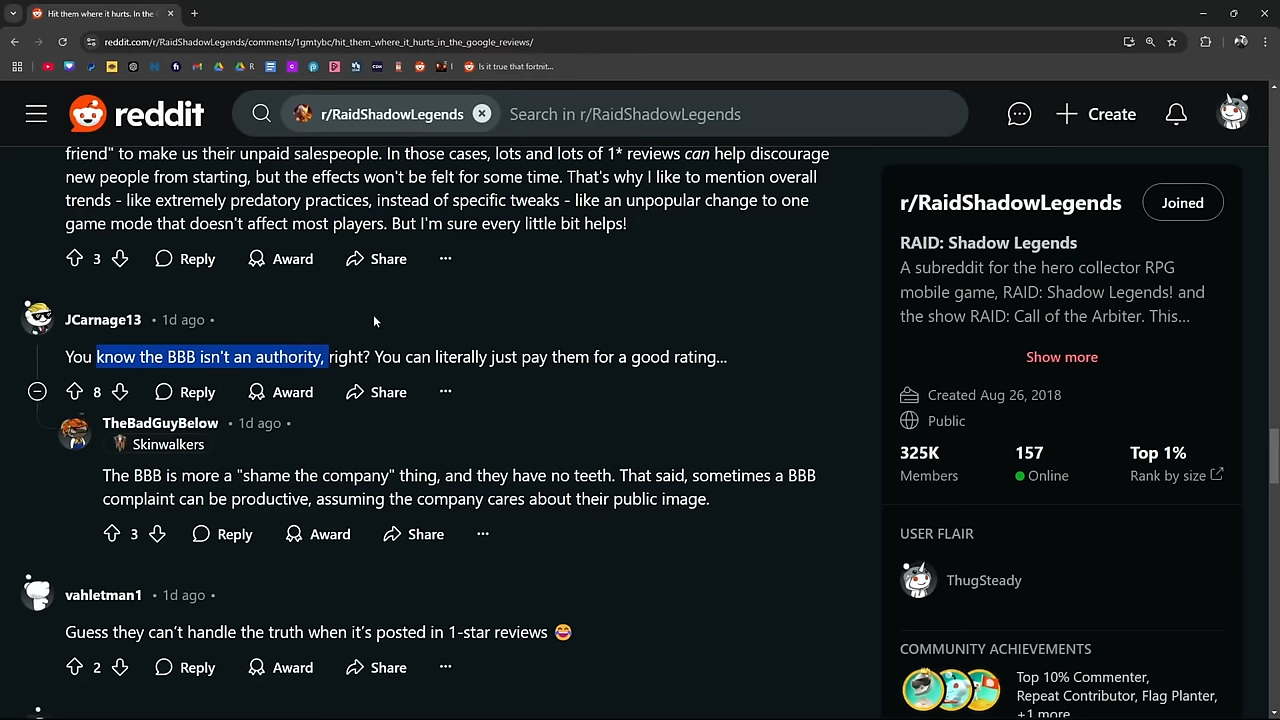 Hit them where it hurts. In the
reddit.com/r/RaidShadowLegends/comments/1gmtybc/hit_them_where_it_hurts_in_the_google_reviews/
R
CDK
Is it true that fortnit...
reddit
r/RaidShadowLegends
Search in r/RaidShadowLegends
Create
friend" to make us their unpaid salespeople. In those cases, lots and lots of 1* reviews can help discourage
new people from starting, but the effects won't be felt for some time. That's why I like to mention overall
trends - like extremely predatory practices, instead of specific tweaks - like an unpopular change to one
game mode that doesn't affect most players. But I'm sure every little bit helps!
3 Reply Award Share
JCarnage13 • 1d ago •
You know the BBB isn't an authority, right? You can literally just pay them for a good rating...
8 Reply Award Share
TheBadGuyBelow • 1d ago •
Skinwalkers
The BBB is more a "shame the company" thing, and they have no teeth. That said, sometimes a BBB
complaint can be productive, assuming the company cares about their public image.
3 Reply Award Share
vahletman1 • 1d ago •
Guess they can’t handle the truth when it’s posted in 1-star reviews 😂
2 Reply Award Share
r/RaidShadowLegends
Joined
RAID: Shadow Legends
A subreddit for the hero collector RPG
mobile game, RAID: Shadow Legends! and
the show RAID: Call of the Arbiter. This...
Show more
Created Aug 26, 2018
Public
325K 157 Top 1%
Members Online Rank by size
USER FLAIR
ThugSteady
COMMUNITY ACHIEVEMENTS
Top 10% Commenter,
Repeat Contributor, Flag Planter,
+1 more